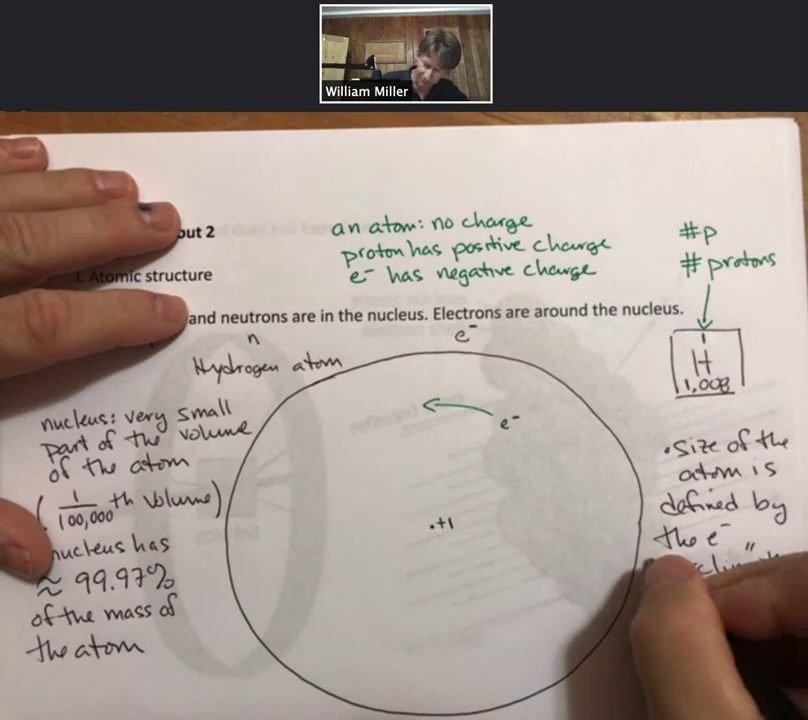 William Miller
out 2
an atom: no charge
proton has positive charge
e⁻ has negative charge
#p
# protons
I. Atomic structure
and neutrons are in the nucleus. Electrons are around the nucleus.
n
e⁻
Hydrogen atom
1
H
1.008
nucleus: very small
part of the volume
of the atom
(1/100,000 th volume)
nucleus has
≈ 99.97%
of the mass of
the atom
e⁻
.+1
• size of the
atom is
defined by
the e⁻ "